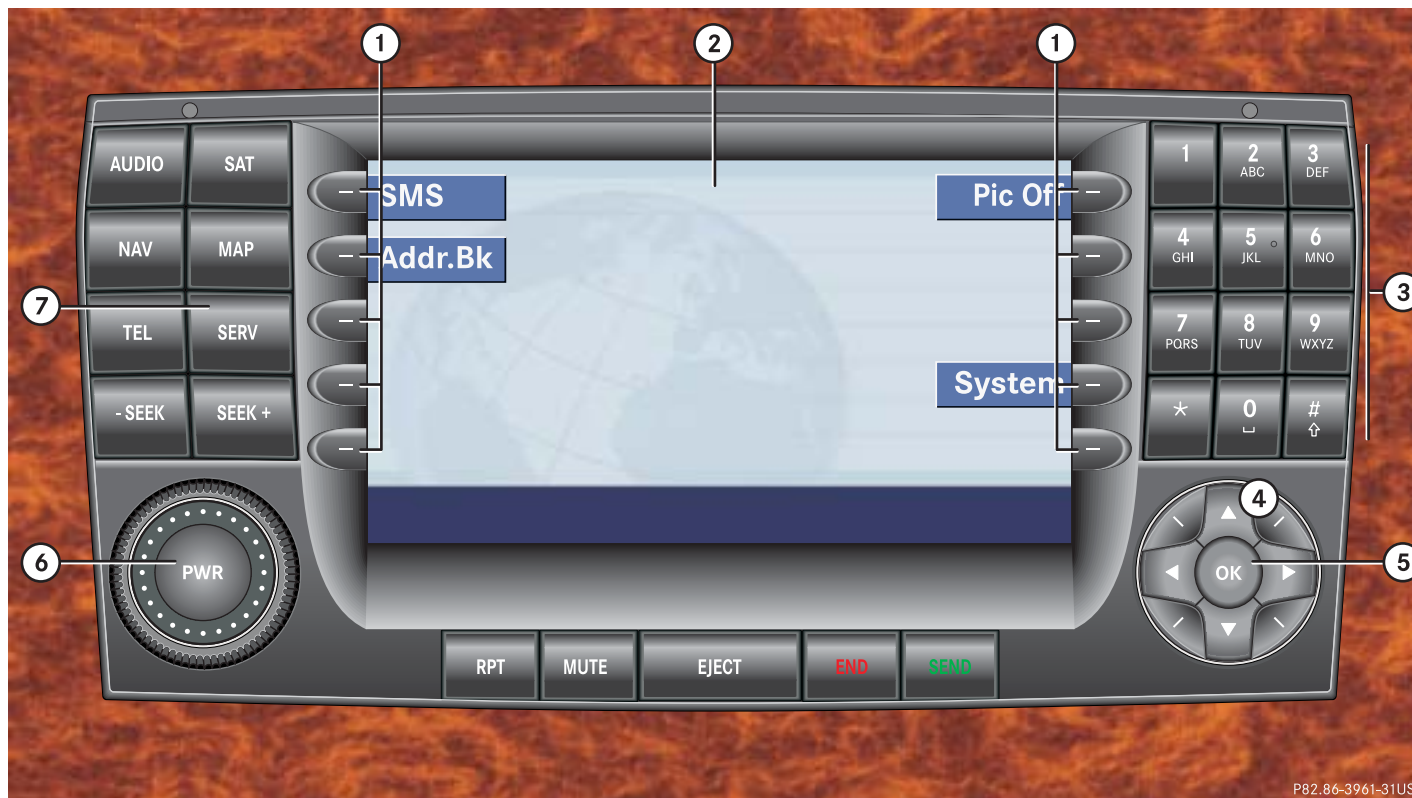 1
2
1
AUDIO
SAT
NAV
MAP
7
TEL
SERV
- SEEK
SEEK +
6
PWR
SMS
Addr.Bk
Pic Off
System
1
2
ABC
3
DEF
4
GHI
5
JKL
6
MNO
3
7
PQRS
8
TUV
9
WXYZ
*
0
#
4
5
OK
RPT
MUTE
EJECT
END
SEND
P82.86-3961-31US